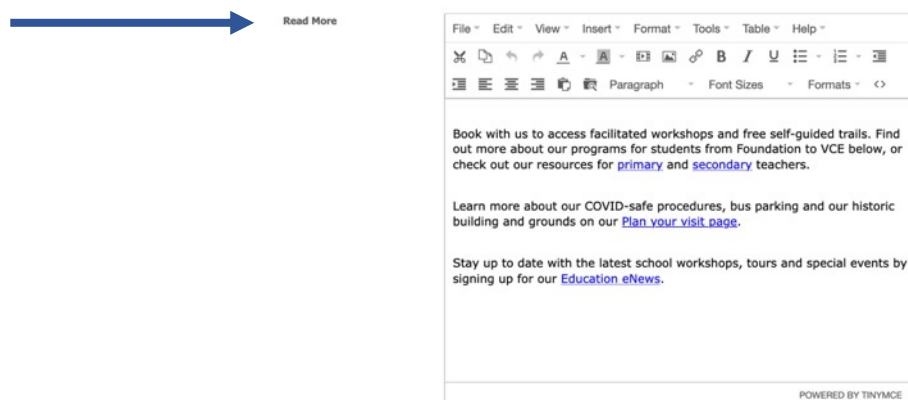 Read More
File Edit View Insert Format Tools Table Help
A A B I U
Paragraph Font Sizes Formats <>
Book with us to access facilitated workshops and free self-guided trails. Find
out more about our programs for students from Foundation to VCE below, or
check out our resources for primary and secondary teachers.
Learn more about our COVID-safe procedures, bus parking and our historic
building and grounds on our Plan your visit page.
Stay up to date with the latest school workshops, tours and special events by
signing up for our Education eNews.
POWERED BY TINYMCE